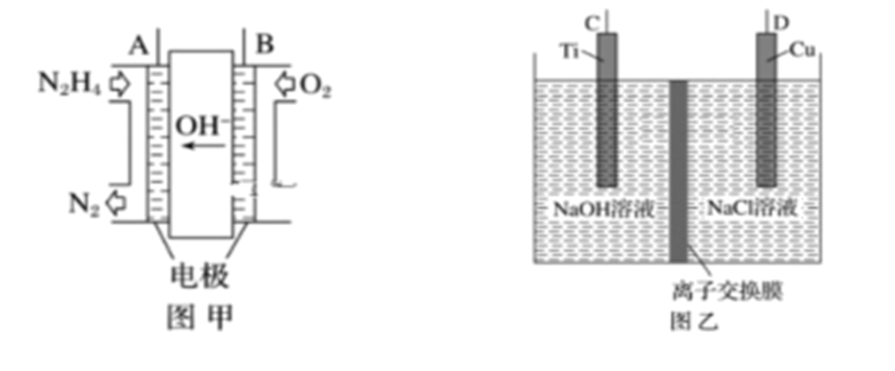 A B
N₂H₄ O₂
OH⁻
N₂
电极
图 甲
C D
Ti Cu
NaOH溶液 NaCl溶液
离子交换膜
图 乙